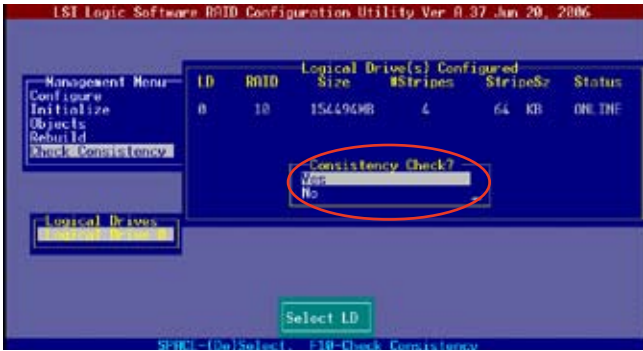 LSI Logic Software RAID Configuration Utility Ver A.37 Jun 20, 2006
Management Menu
Configure
Initialize
Objects
Rebuild
Check Consistency
Logical Drive(s) Configured
LD RAID Size #Stripes StripeSz Status
0 10 154494MB 4 64 KB ONLINE
Consistency Check?
Yes
No
Logical Drives
Logical Drive 0
Select LD
SPACE-(De)Select, F10-Check Consistency